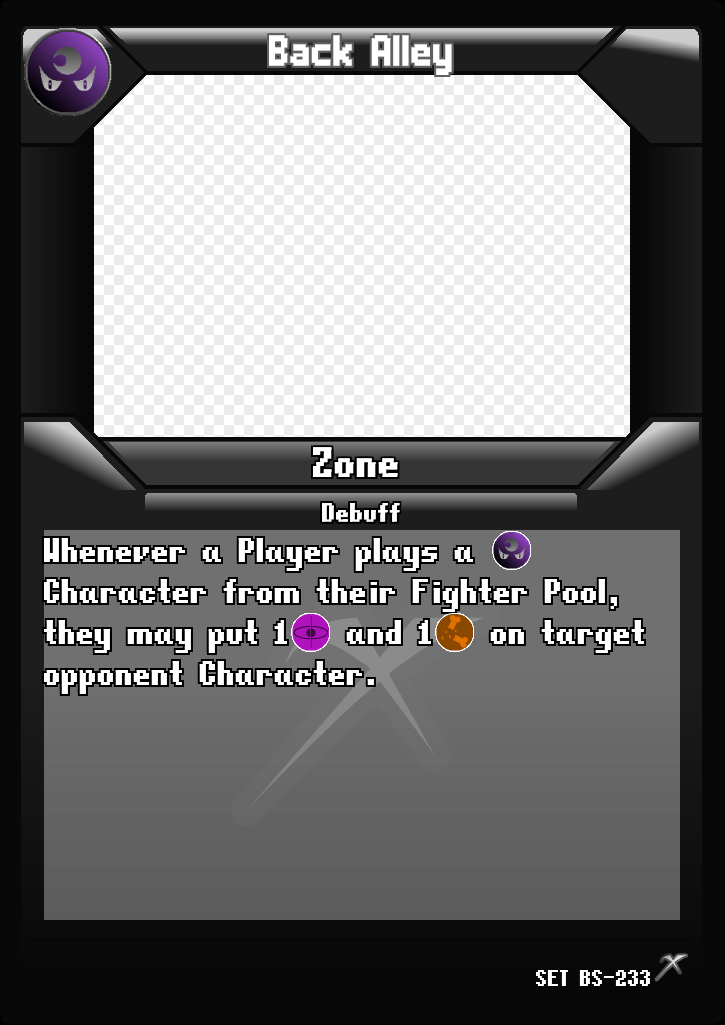 Back Alley
Zone
Debuff
Whenever a Player plays a
Character from their Fighter Pool,
they may put 1 and 1 on target
opponent Character.
SET BS-233